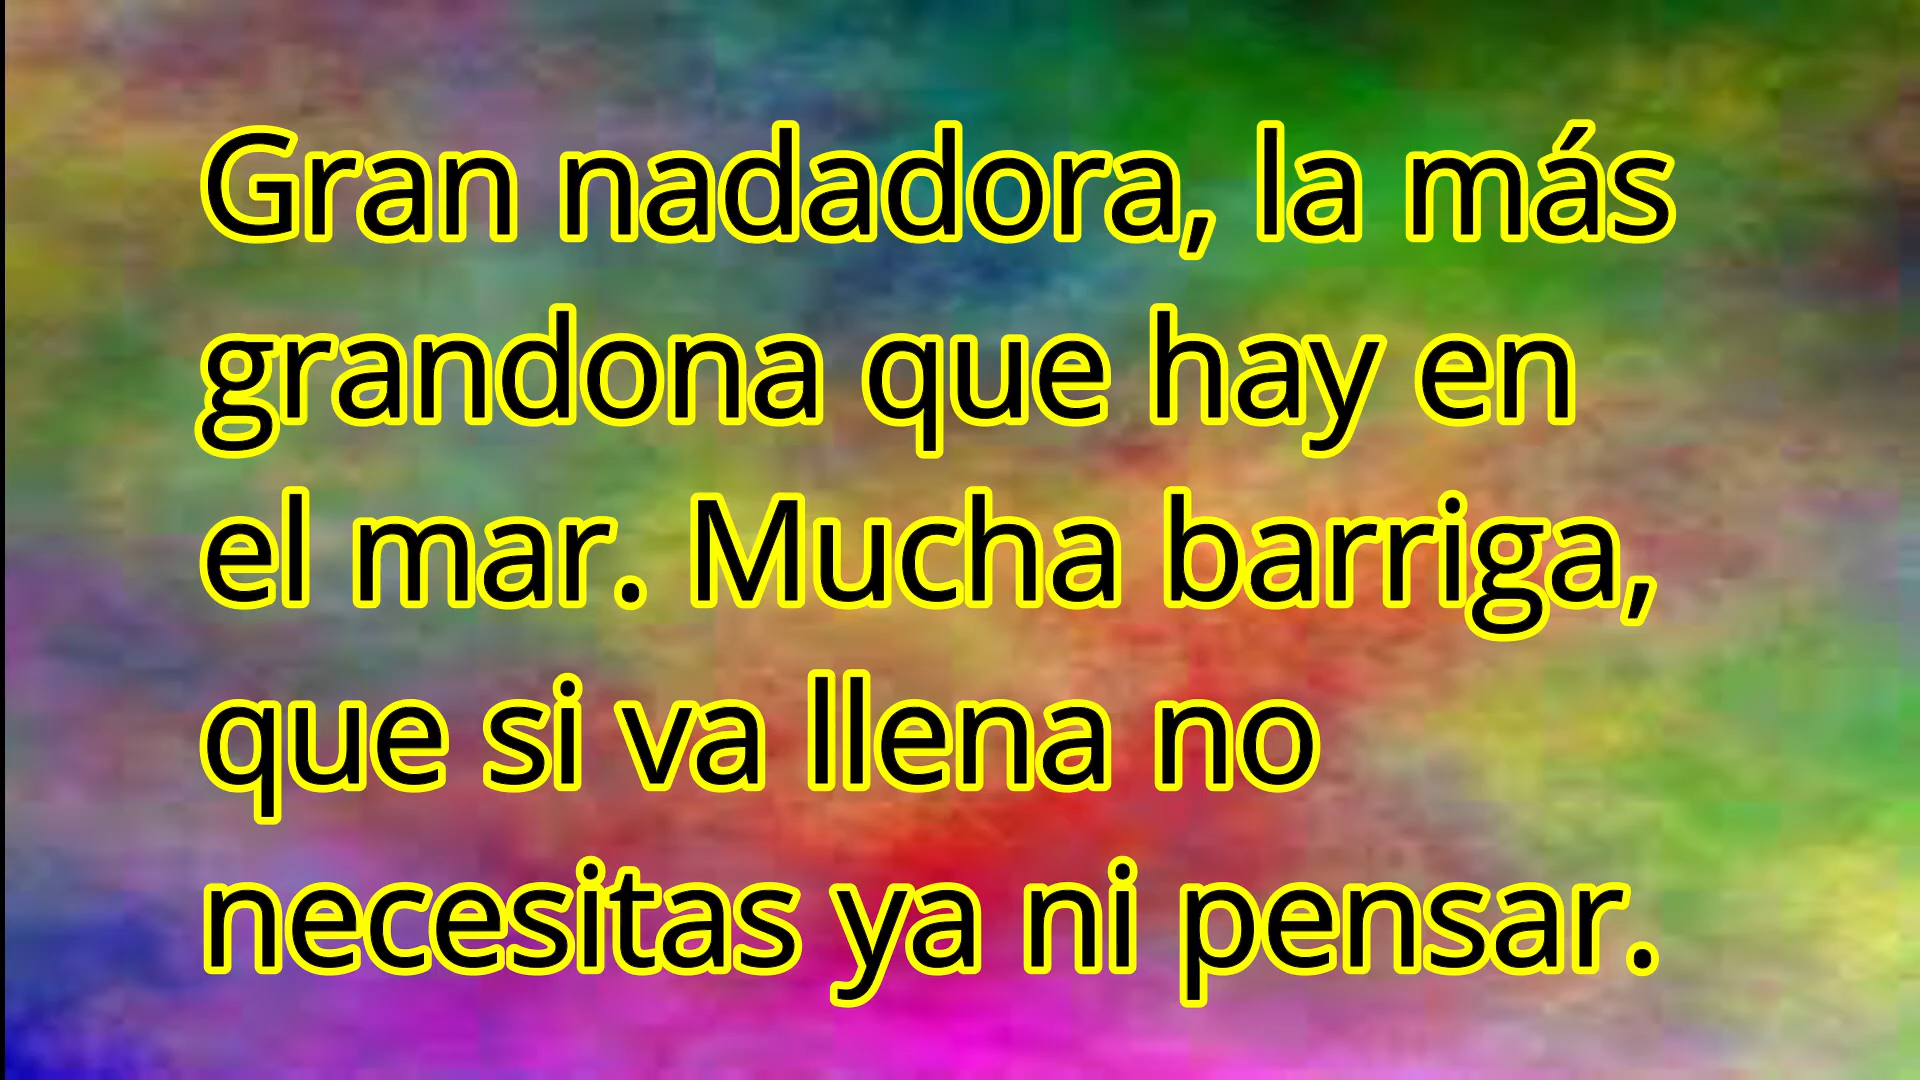 Gran nadadora, la más
grandona que hay en
el mar. Mucha barriga,
que si va llena no
necesitas ya ni pensar.